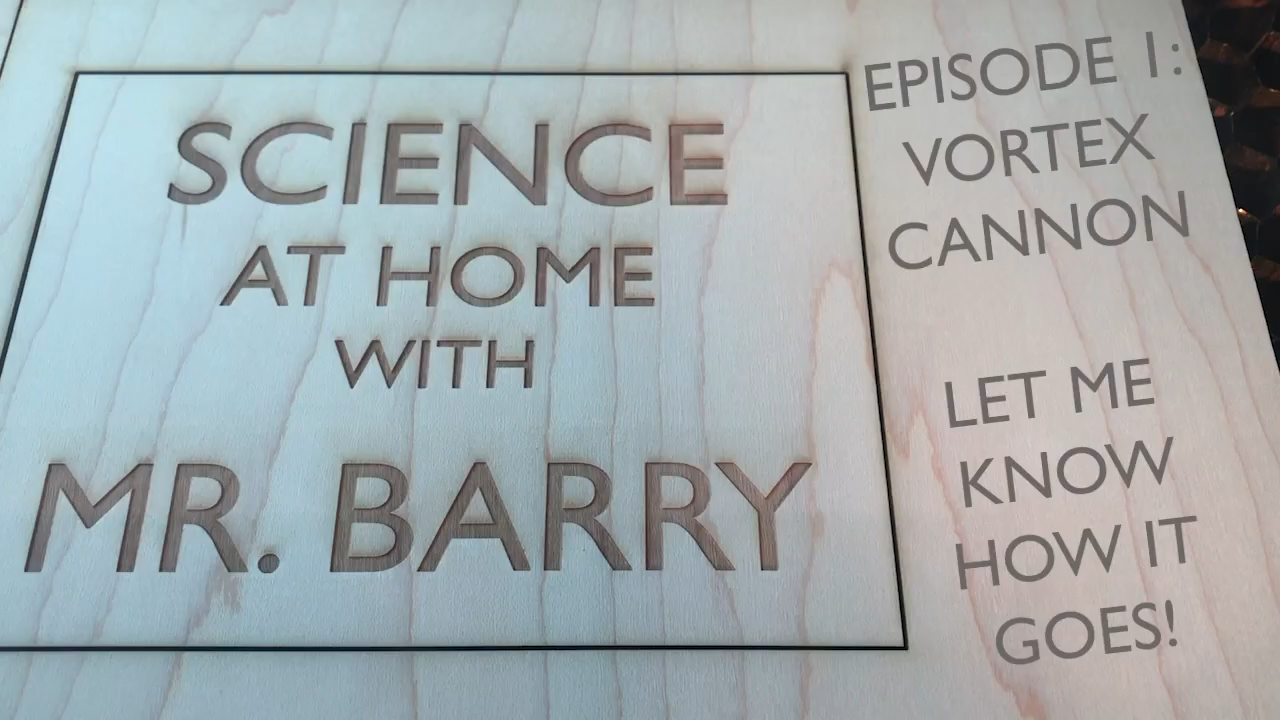 SCIENCE
AT HOME
WITH
MR. BARRY
EPISODE 1:
VORTEX
CANNON
LET ME
KNOW
HOW IT
GOES!